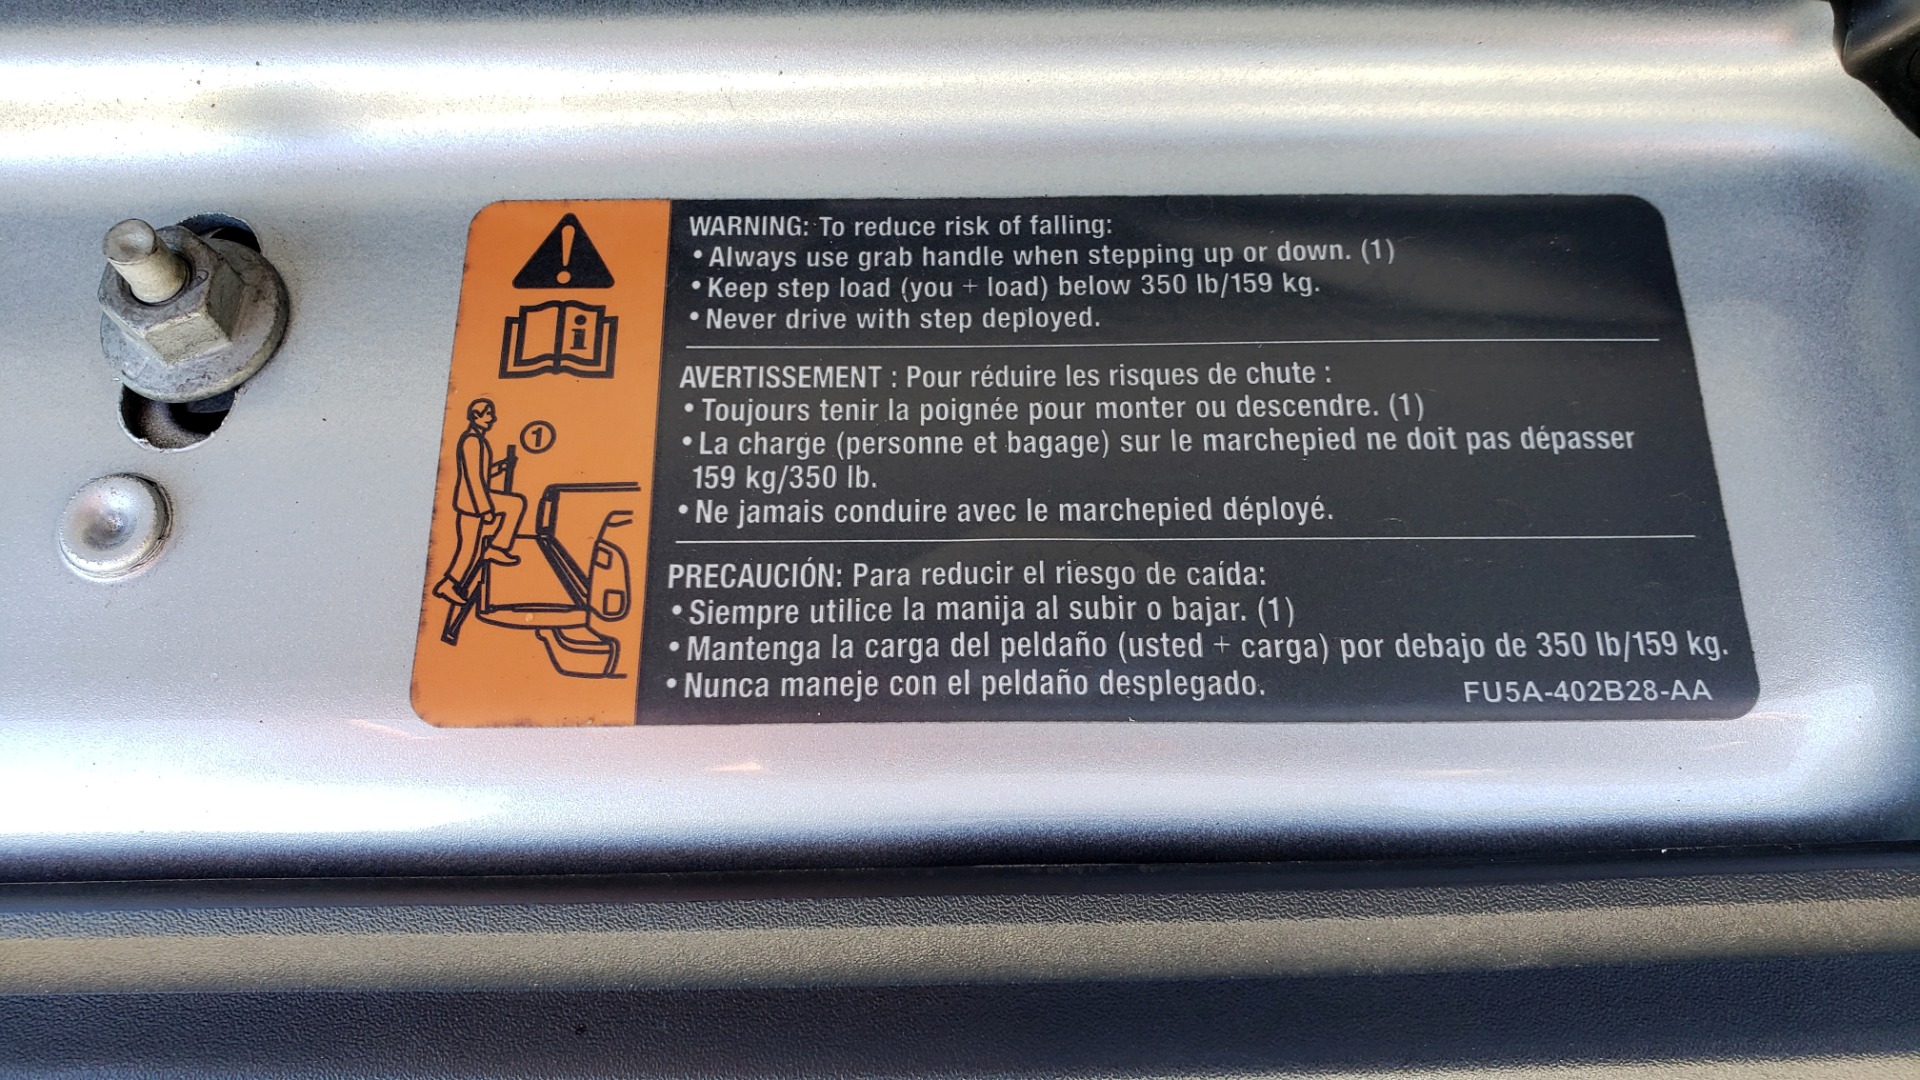 WARNING: To reduce risk of falling:
• Always use grab handle when stepping up or down. (1)
• Keep step load (you + load) below 350 lb/159 kg.
• Never drive with step deployed.
AVERTISSEMENT : Pour réduire les risques de chute :
• Toujours tenir la poignée pour monter ou descendre. (1)
• La charge (personne et bagage) sur le marchepied ne doit pas dépasser
159 kg/350 lb.
• Ne jamais conduire avec le marchepied déployé.
1
PRECAUCIÓN: Para reducir el riesgo de caída:
• Siempre utilice la manija al subir o bajar. (1)
• Mantenga la carga del peldaño (usted + carga) por debajo de 350 lb/159 kg.
• Nunca maneje con el peldaño desplegado.
FU5A-402B28-AA